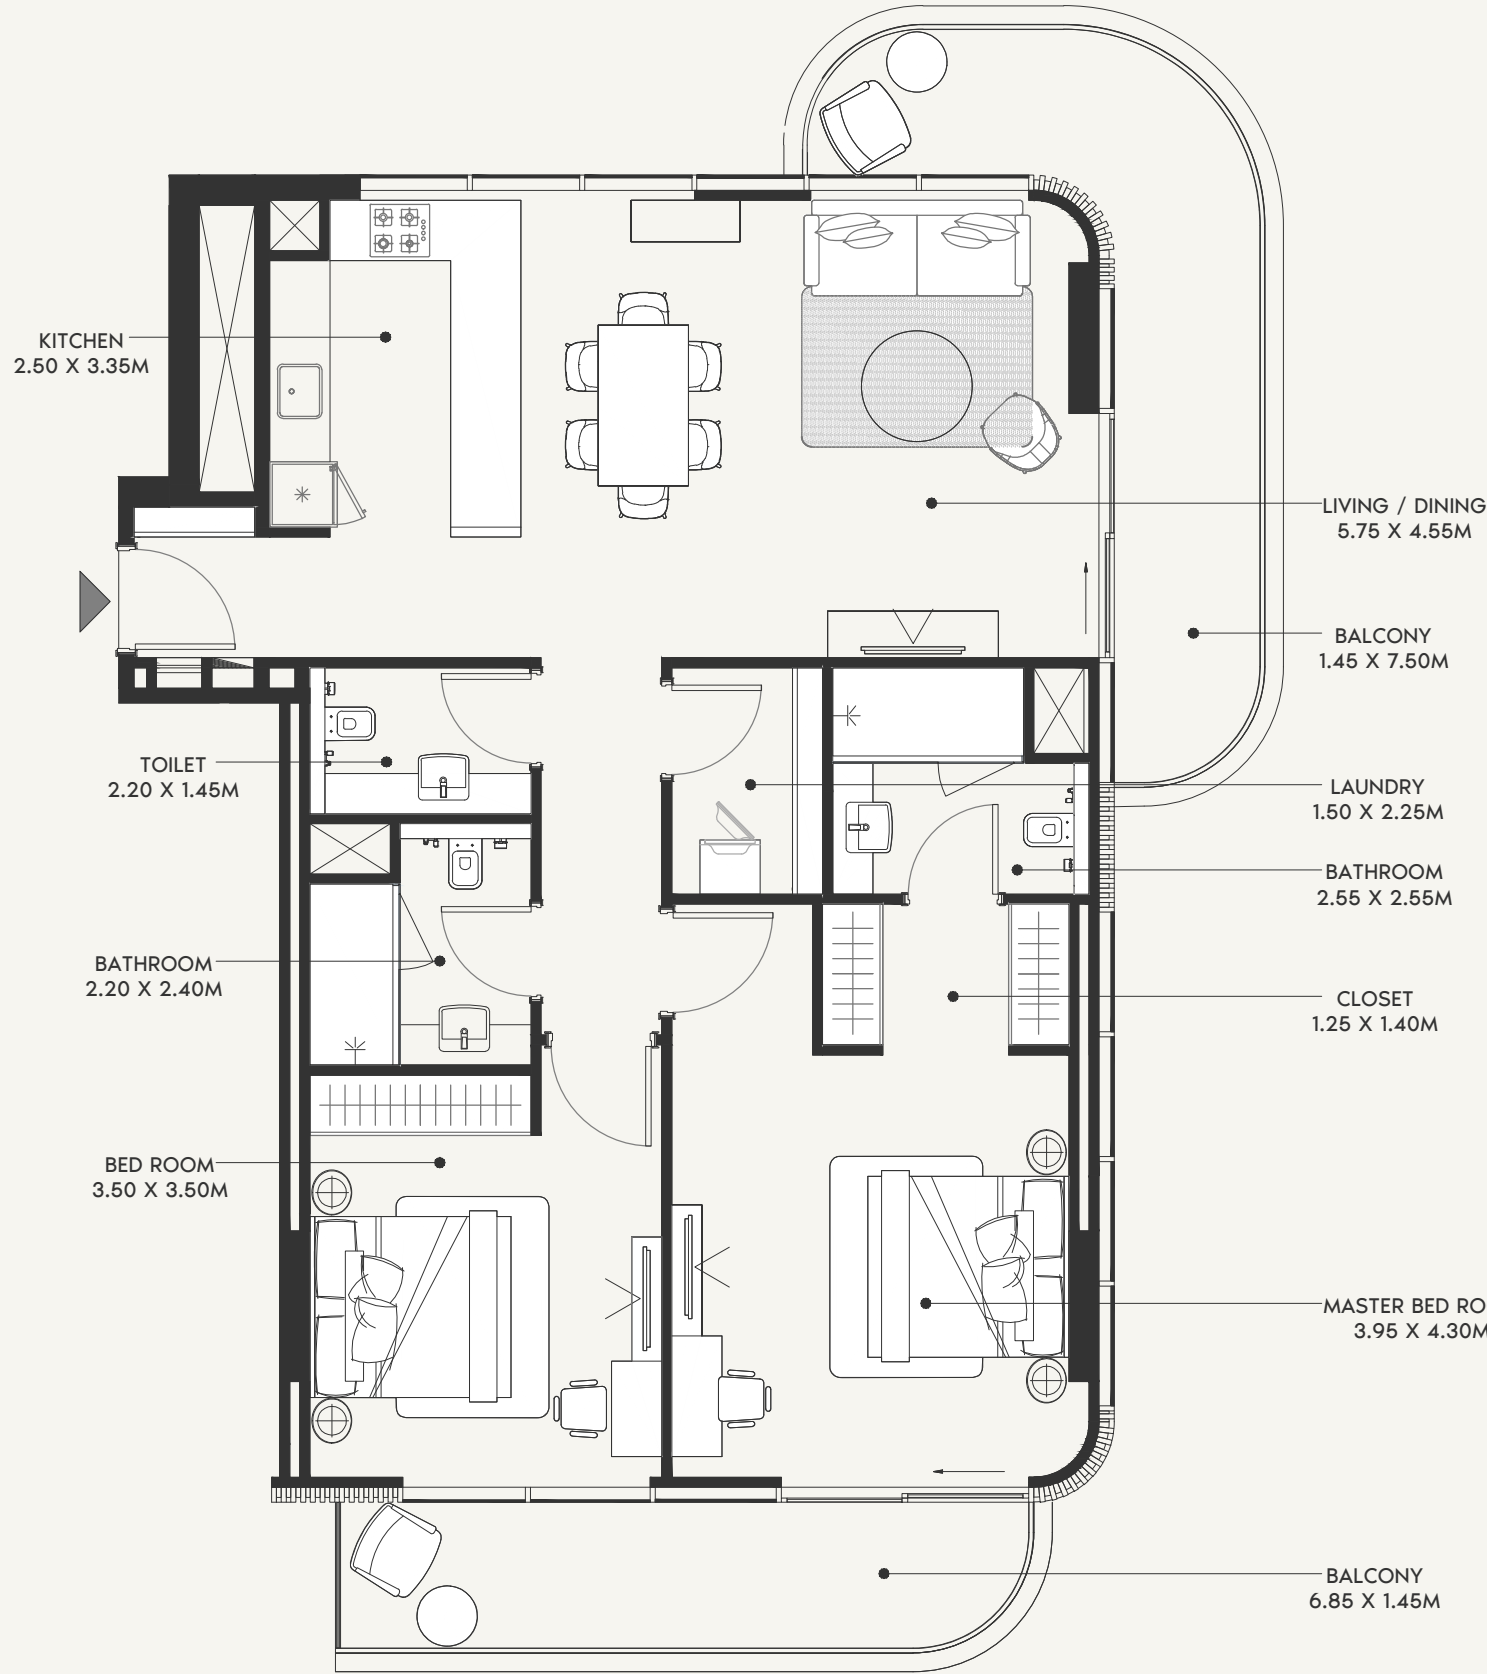 KITCHEN
2.50 X 3.35M
LIVING / DINING
5.75 X 4.55M
BALCONY
1.45 X 7.50M
TOILET
2.20 X 1.45M
LAUNDRY
1.50 X 2.25M
BATHROOM
2.55 X 2.55M
BATHROOM
2.20 X 2.40M
CLOSET
1.25 X 1.40M
BED ROOM
3.50 X 3.50M
MASTER BED RO
3.95 X 4.30M
BALCONY
6.85 X 1.45M